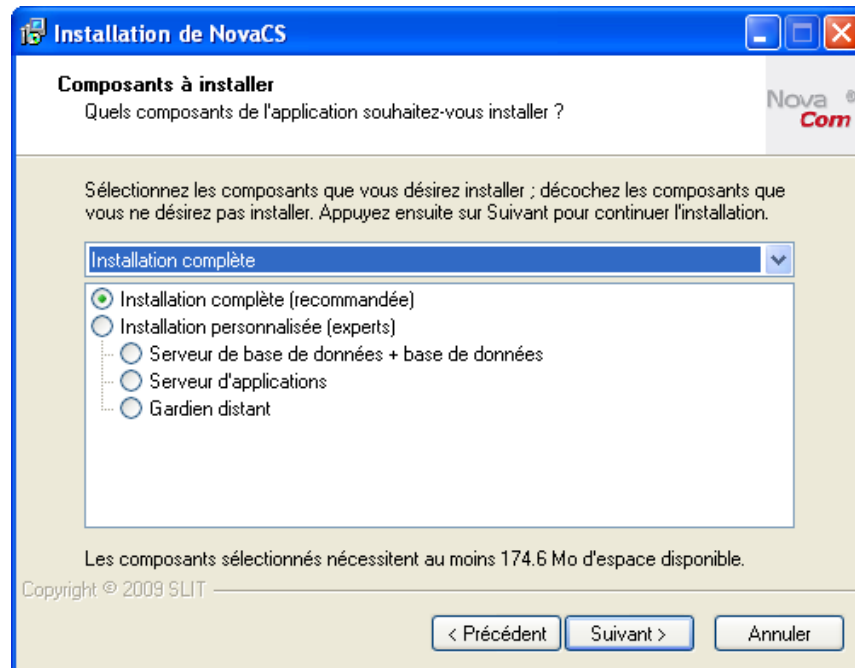 Installation de NovaCS
Composants à installer
Quels composants de l'application souhaitez-vous installer ?
Nova ®
Com
Sélectionnez les composants que vous désirez installer ; décochez les composants que
vous ne désirez pas installer. Appuyez ensuite sur Suivant pour continuer l'installation.
Installation complète
Installation complète (recommandée)
Installation personnalisée (experts)
Serveur de base de données + base de données
Serveur d'applications
Gardien distant
Les composants sélectionnés nécessitent au moins 174.6 Mo d'espace disponible.
Copyright © 2009 SLIT
< Précédent
Suivant >
Annuler